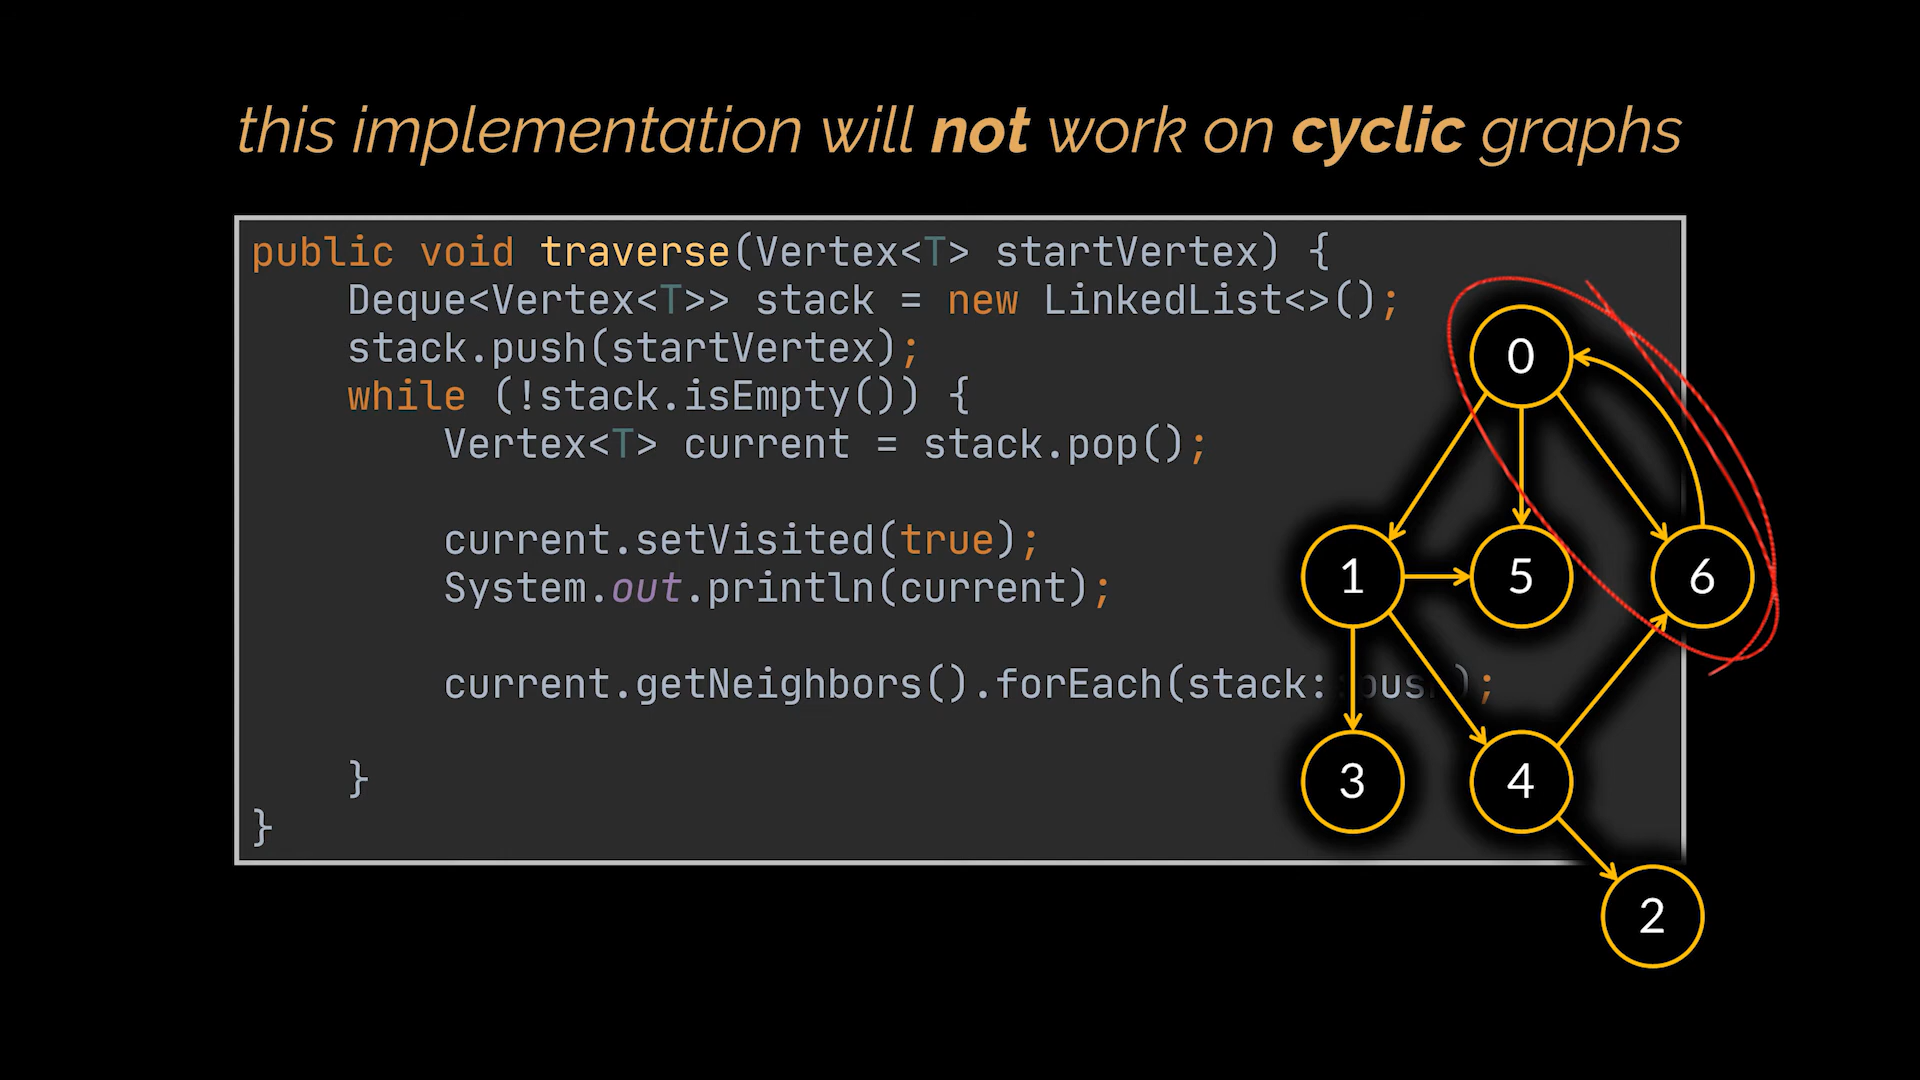 this implementation will not work on cyclic graphs
public void traverse(Vertex<T> startVertex) {
Deque<Vertex<T>> stack = new LinkedList<>();
stack.push(startVertex);
while (!stack.isEmpty()) {
Vertex<T> current = stack.pop();
current.setVisited(true);
System.out.println(current);
current.getNeighbors().forEach(stack::push);
}
}
0
1 5 6
3 4
2